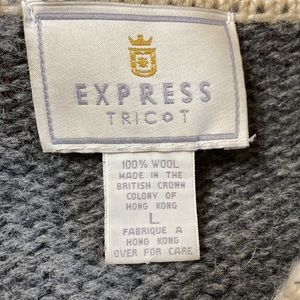 EXPRESS
TRICOT
100% WOOL
MADE IN THE
BRITISH CROWN
COLONY OF
HONG KONG
L
FABRIQUE A
HONG KONG
OVER FOR CARE